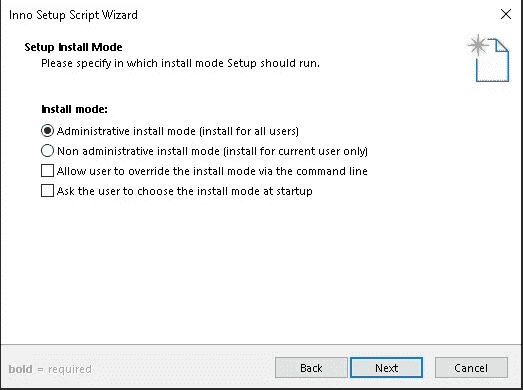 Inno Setup Script Wizard
Setup Install Mode
Please specify in which install mode Setup should run.
Install mode:
Administrative install mode (install for all users)
Non administrative install mode (install for current user only)
Allow user to override the install mode via the command line
Ask the user to choose the install mode at startup
bold = required
Back
Next
Cancel